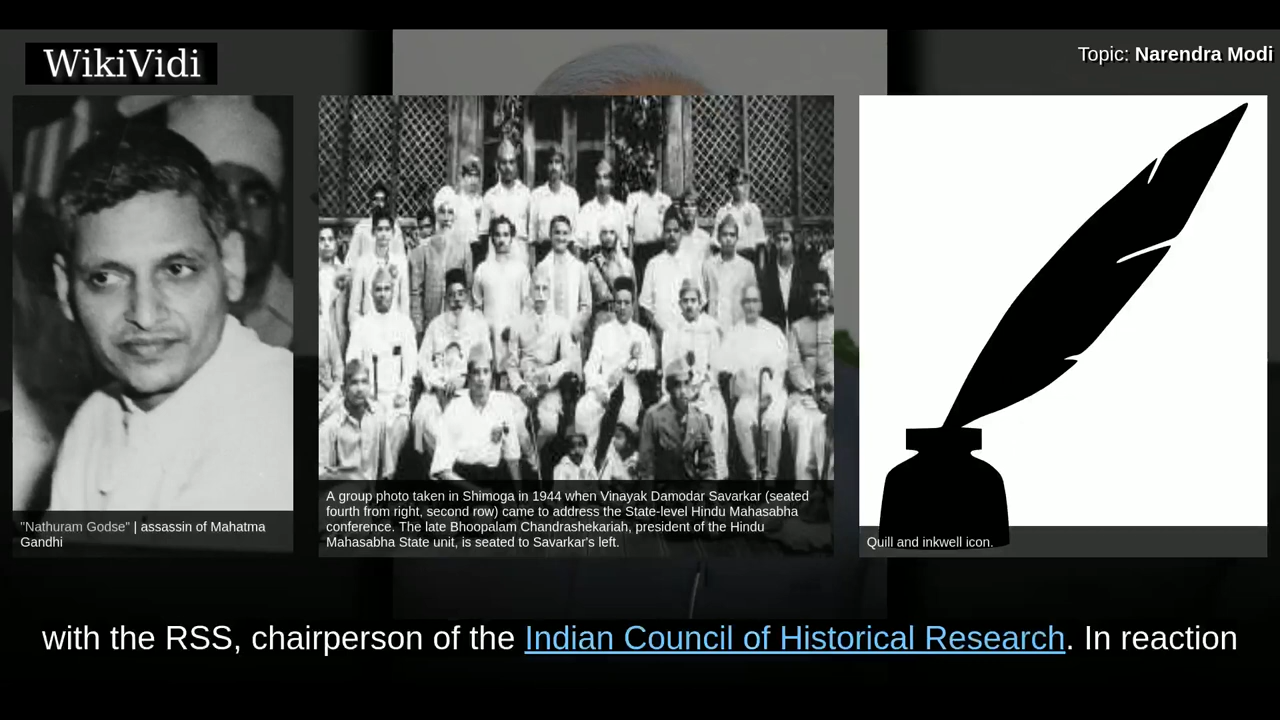 WikiVidi
Topic: Narendra Modi
"Nathuram Godse" | assassin of Mahatma
Gandhi
A group photo taken in Shimoga in 1944 when Vinayak Damodar Savarkar (seated
fourth from right, second row) came to address the State-level Hindu Mahasabha
conference. The late Bhoopalam Chandrashekariah, president of the Hindu
Mahasabha State unit, is seated to Savarkar's left.
Quill and inkwell icon.
with the RSS, chairperson of the Indian Council of Historical Research. In reaction